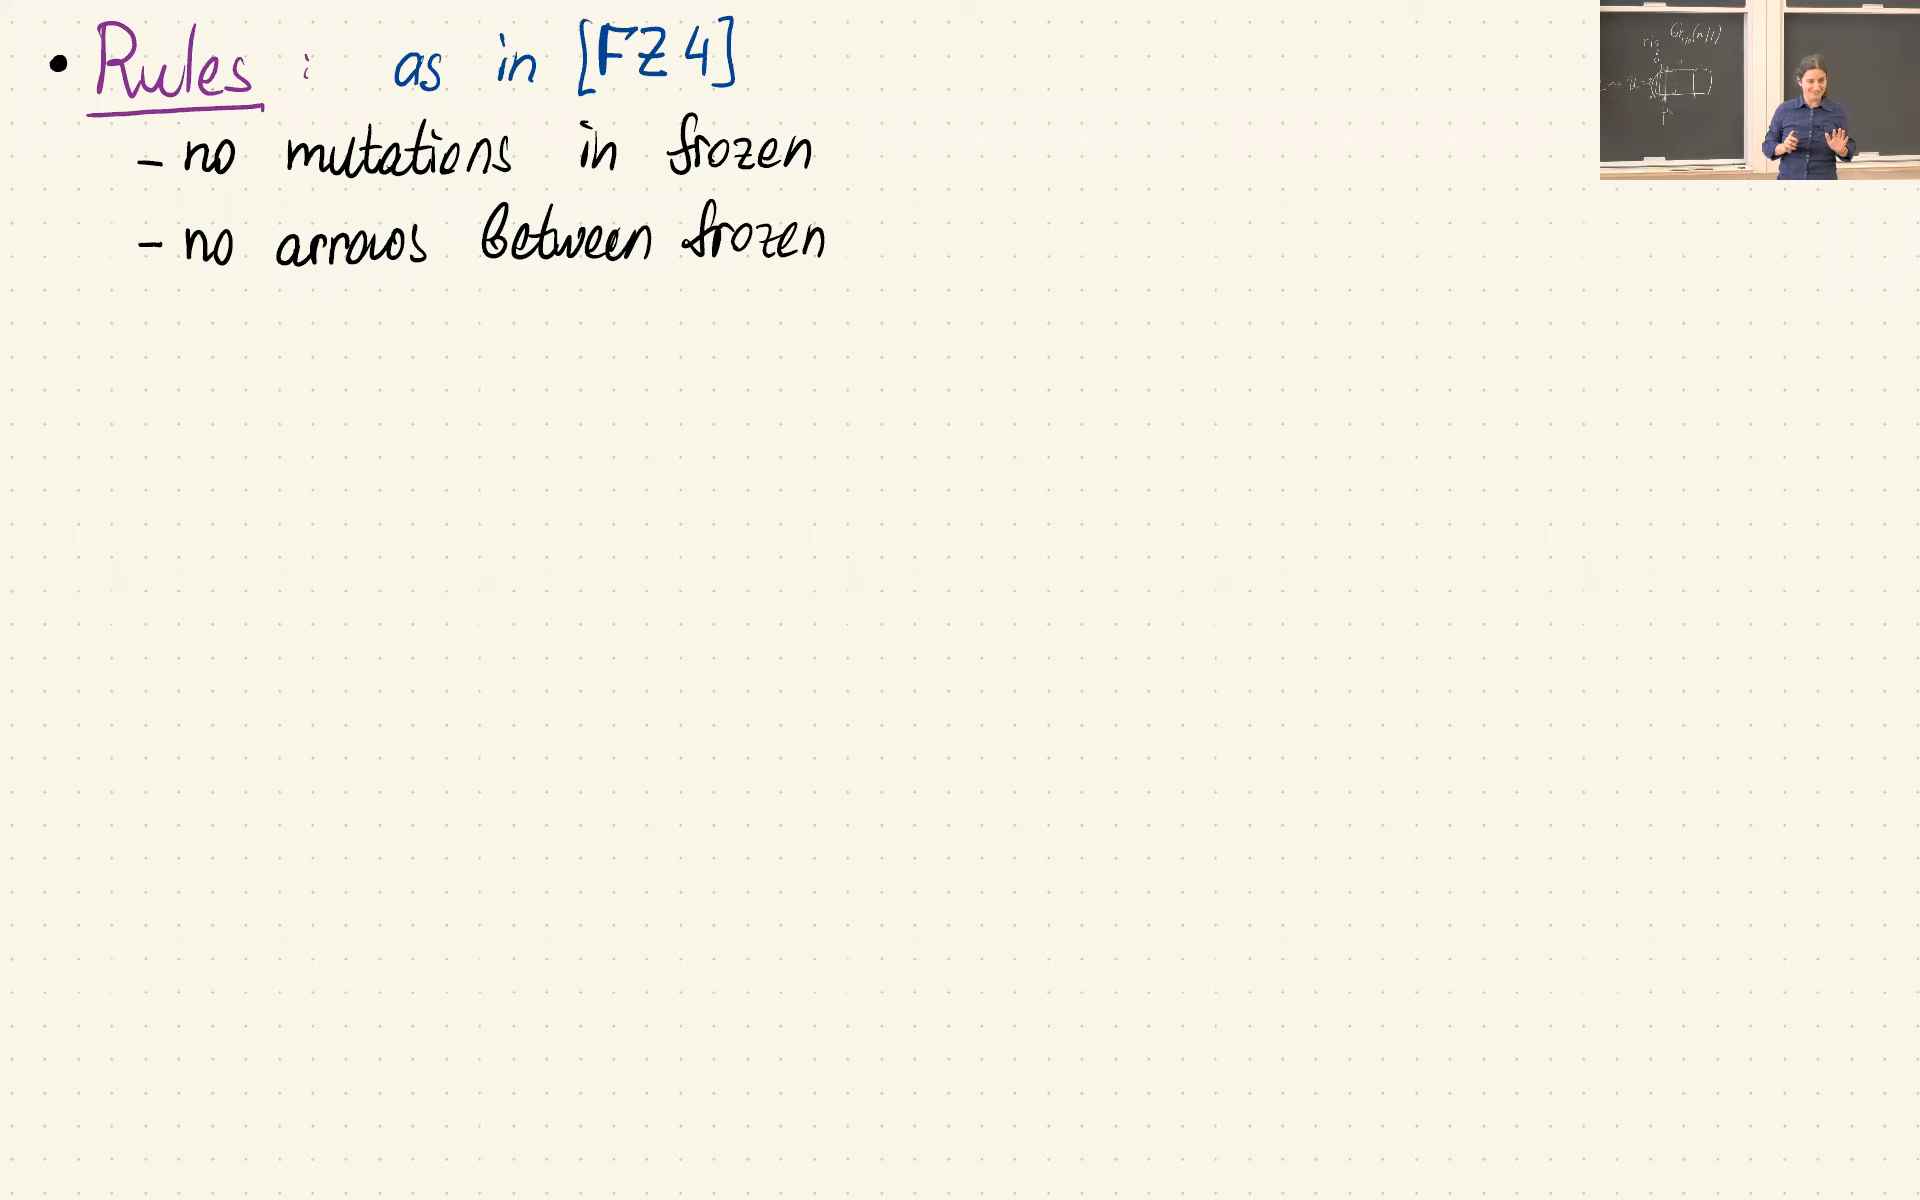 • Rules : as in [FZ4]
– no mutations in frozen
– no arrows between frozen